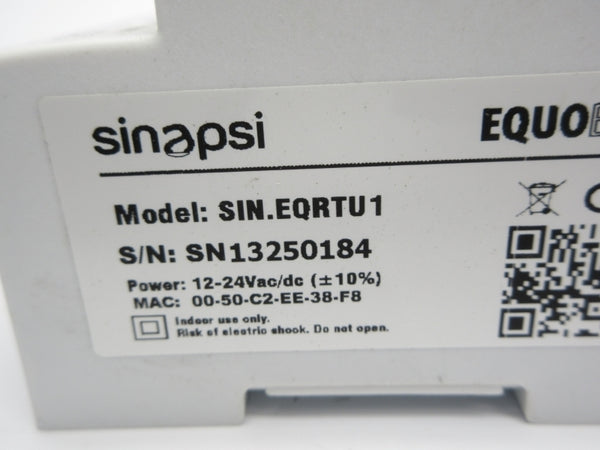 sinapsi
EQUO
Model: SIN.EQRTU1
S/N: SN13250184
Power: 12-24Vac/dc (±10%)
MAC: 00-50-C2-EE-38-F8
Indoor use only.
Risk of electric shock. Do not open.